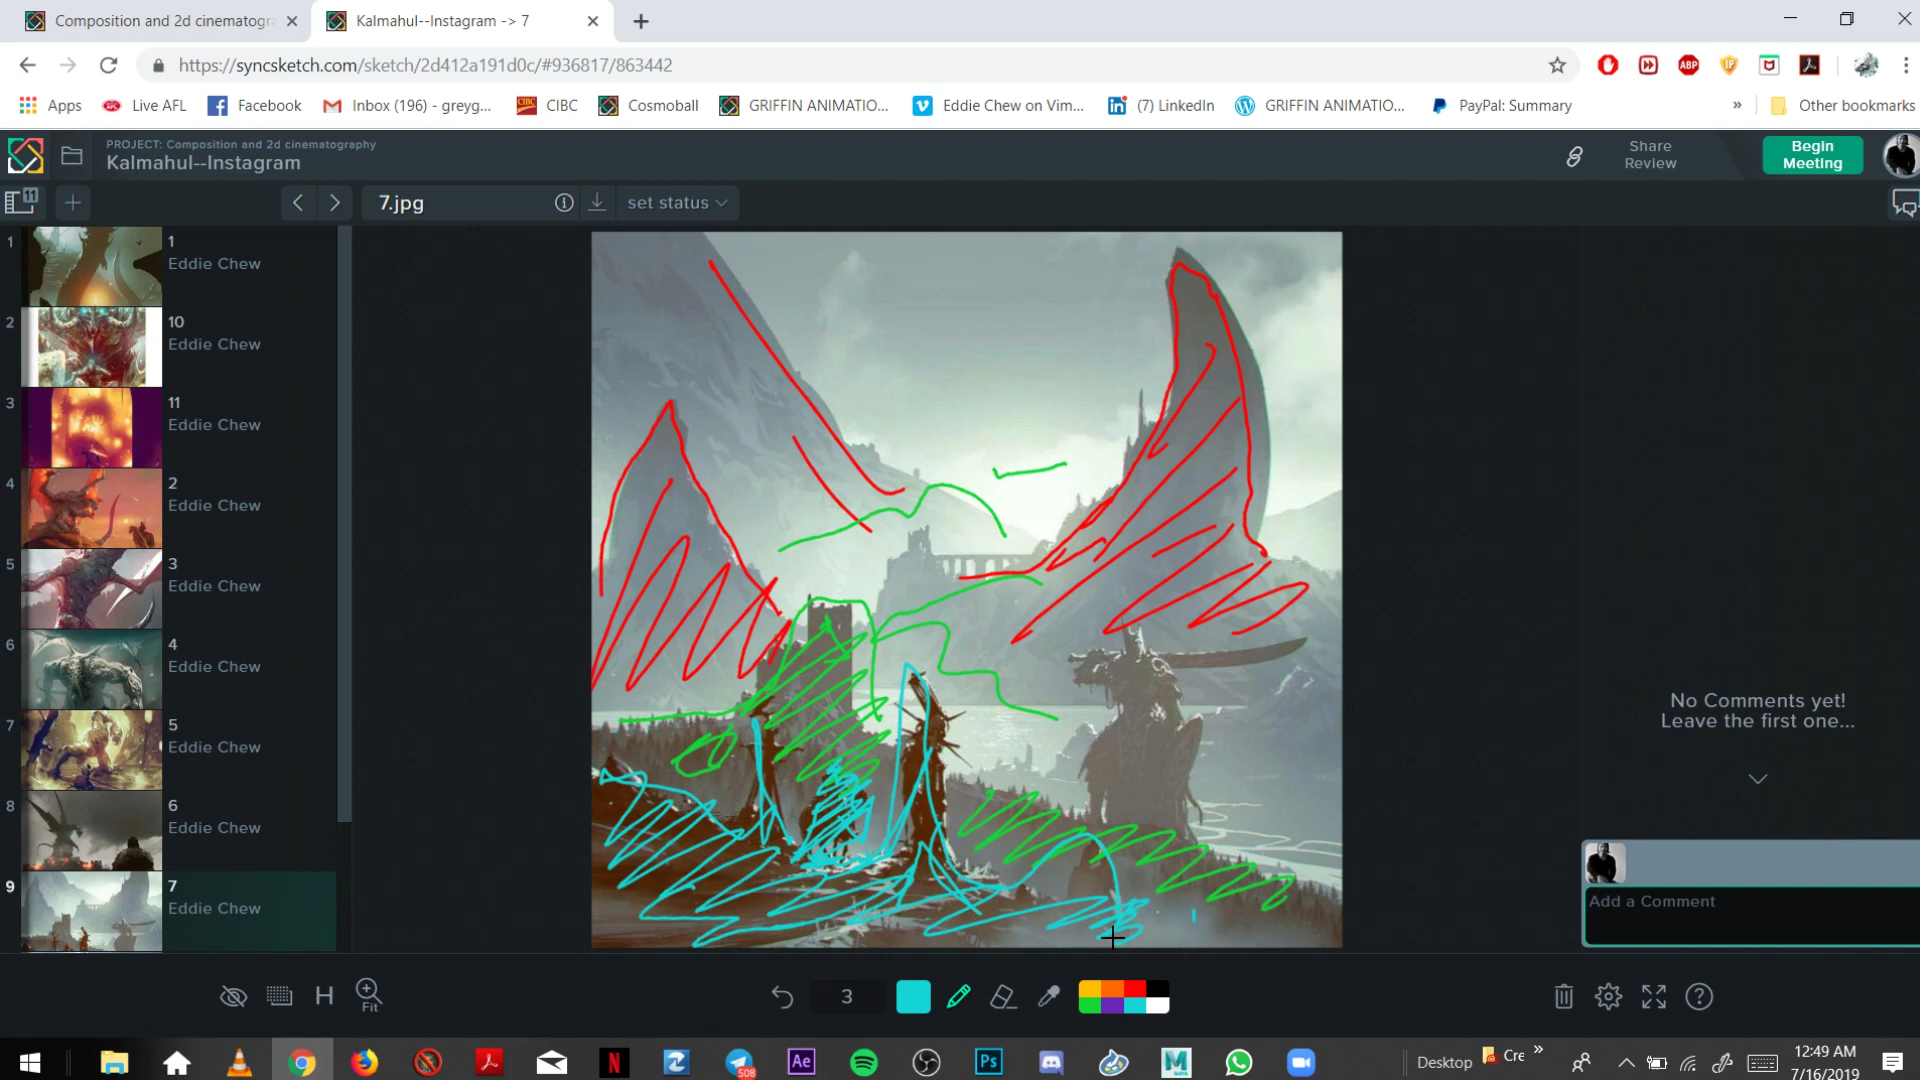 Composition and 2d cinematogr
Kalmahul--Instagram -> 7
https://syncsketch.com/sketch/2d412a191d0c/#936817/863442
ABP
Apps
Live AFL
Facebook
Inbox (196) - greyg...
CIBC
Cosmoball
GRIFFIN ANIMATIO...
Eddie Chew on Vim...
(7) LinkedIn
GRIFFIN ANIMATIO...
PayPal: Summary
»
Other bookmarks
PROJECT: Composition and 2d cinematography
Kalmahul--Instagram
Share
Review
Begin
Meeting
11
7.jpg
set status
1
1
Eddie Chew
2
10
Eddie Chew
3
11
Eddie Chew
4
2
Eddie Chew
5
3
Eddie Chew
6
4
Eddie Chew
7
5
Eddie Chew
8
6
Eddie Chew
9
7
Eddie Chew
No Comments yet!
Leave the first one...
Add a Comment
H
Fit
3
N
508
Ae
Ps
M
Desktop
Cre
»
12:49 AM
7/16/2019